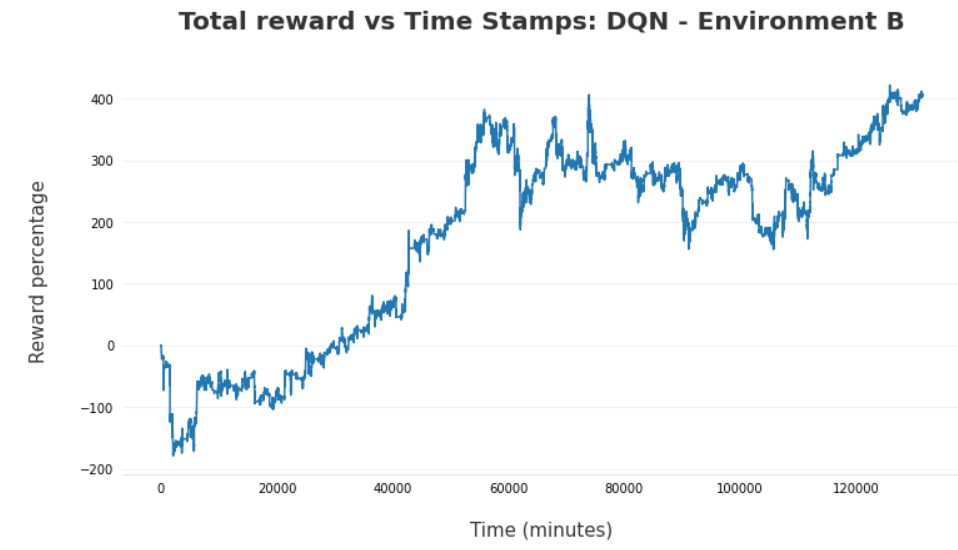 Total reward vs Time Stamps: DQN - Environment B
Reward percentage
400
300
200
100
0
−100
−200
0 20000 40000 60000 80000 100000 120000
Time (minutes)